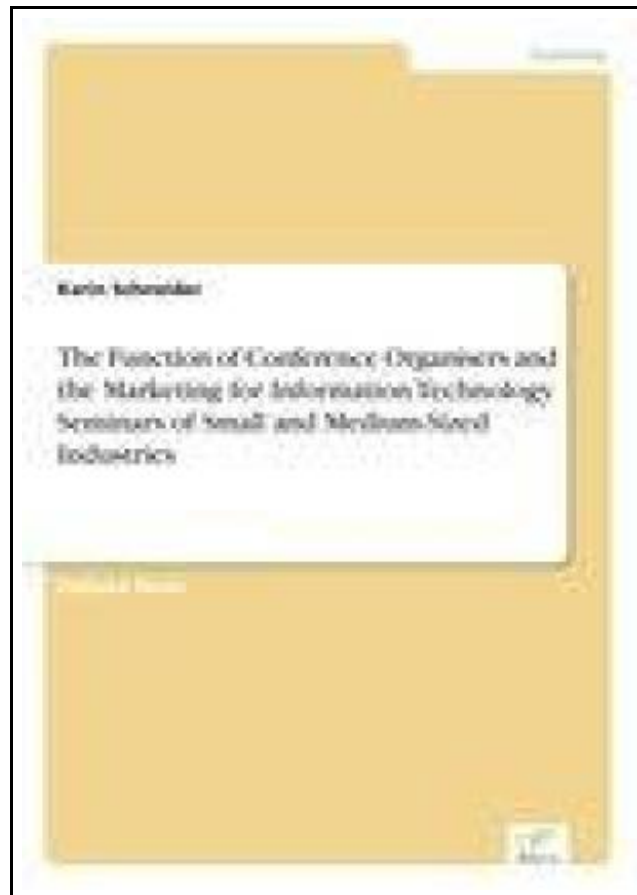 Karin Schneider
The Function of Conference Organisers and
the Marketing for Information Technology
Seminars of Small and Medium-Sized
Industries